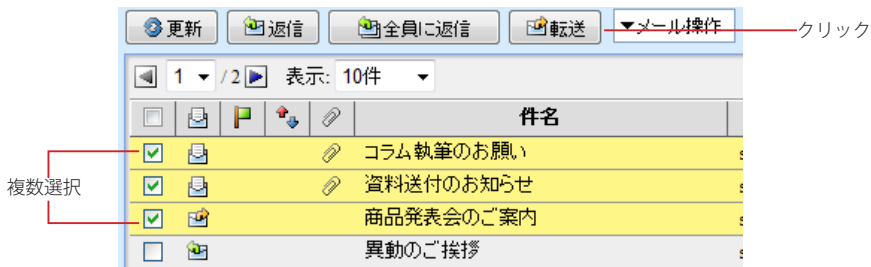 更新 返信 全員に返信 転送 ▼メール操作 クリック
1 ▼ / 2 表示: 10件 ▼
件名
コラム執筆のお願い
資料送付のお知らせ
複数選択
商品発表会のご案内
異動のご挨拶